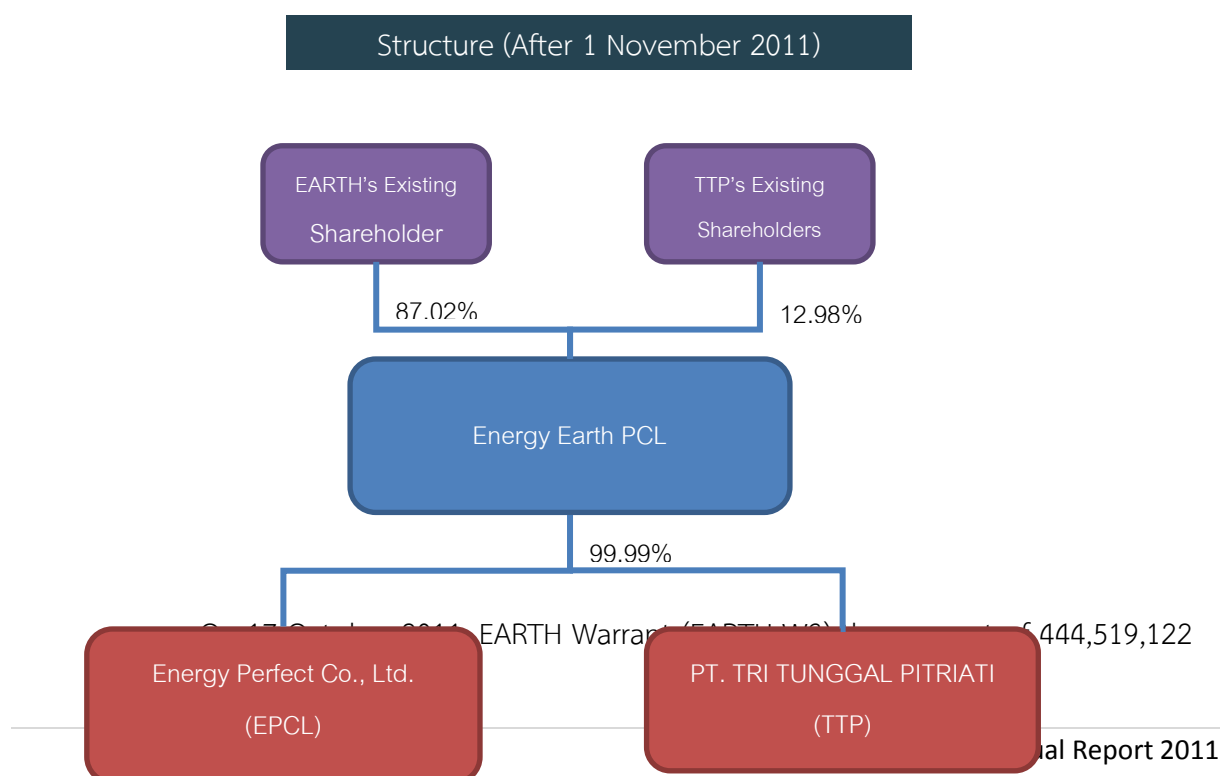 Structure (After 1 November 2011)
EARTH's Existing
Shareholder
TTP's Existing
Shareholders
87.02%
12.98%
Energy Earth PCL
99.99%
EARTH Warrant 444,519,122
Energy Perfect Co., Ltd.
(EPCL)
PT. TRI TUNGGAL PITRIATI
(TTP)
Report 2011